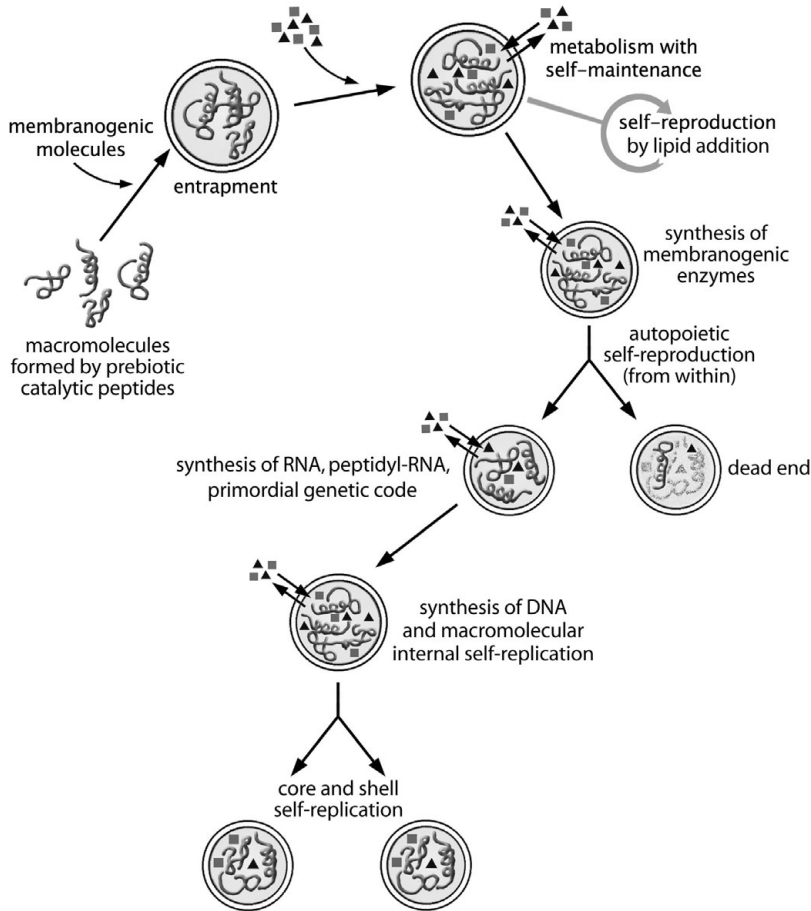 membranogenic
molecules
entrapment
macromolecules
formed by prebiotic
catalytic peptides
metabolism with
self–maintenance
self–reproduction
by lipid addition
synthesis of
membranogenic
enzymes
autopoietic
self-reproduction
(from within)
synthesis of RNA, peptidyl-RNA,
primordial genetic code
dead end
synthesis of DNA
and macromolecular
internal self-replication
core and shell
self-replication